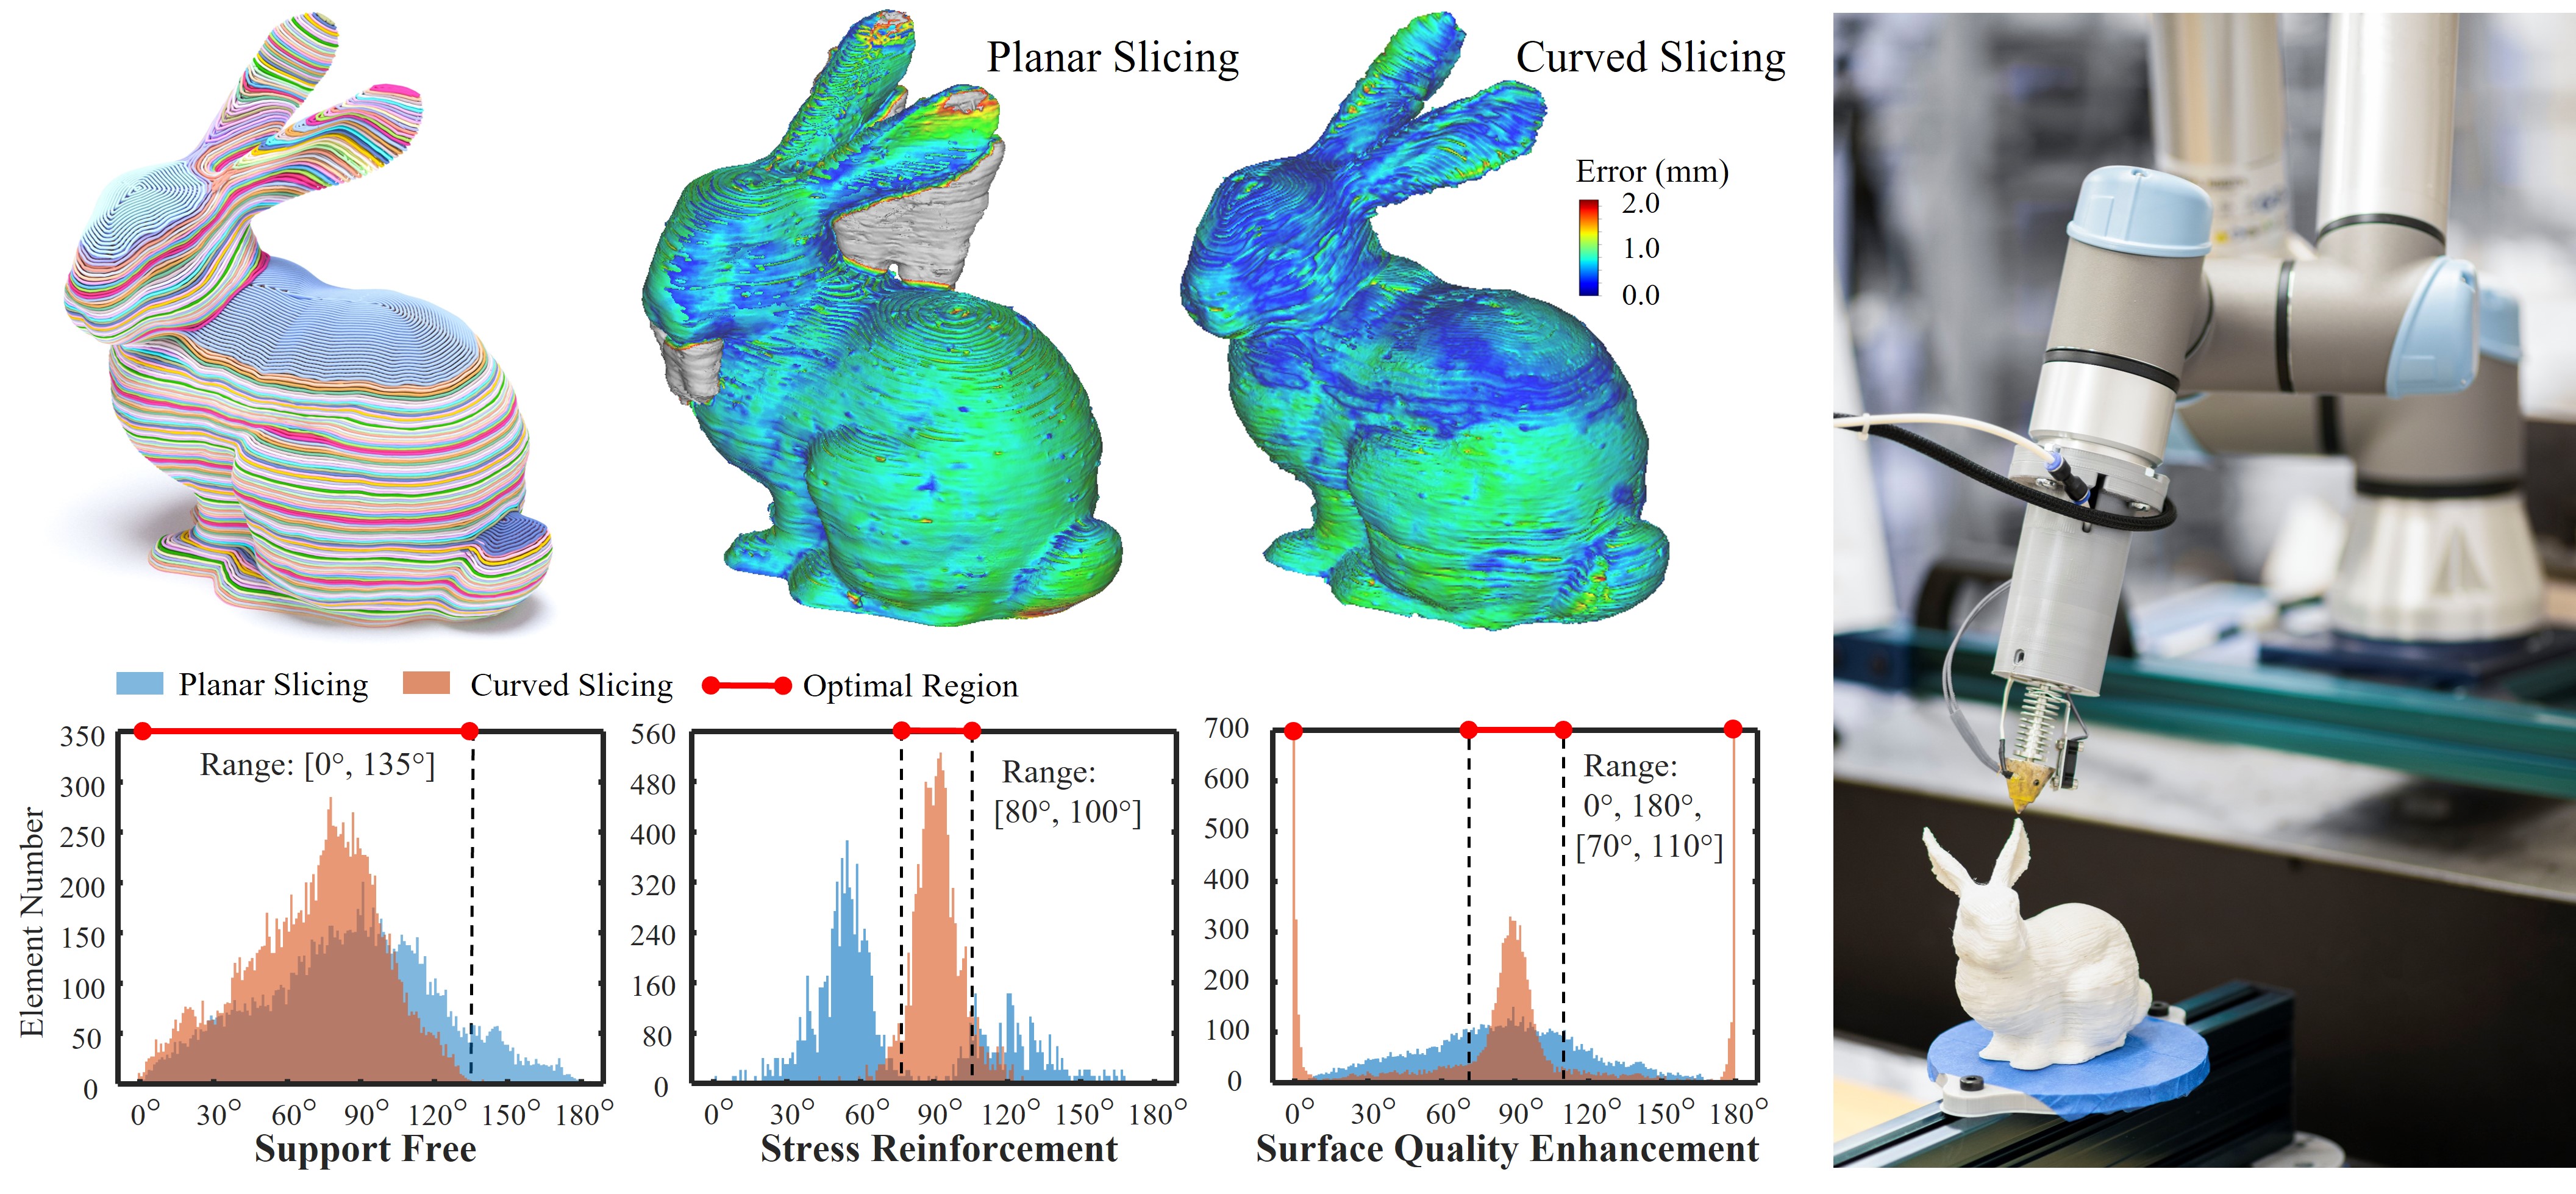 Planar Slicing
Curved Slicing
Error (mm)
2.0
1.0
0.0
Planar Slicing
Curved Slicing
Optimal Region
Element Number
350
300
250
200
150
100
50
0
Range: [0°, 135°]
0° 30° 60° 90° 120° 150° 180°
Support Free
560
480
400
320
240
160
80
0
Range:
[80°, 100°]
0° 30° 60° 90° 120° 150° 180°
Stress Reinforcement
700
600
500
400
300
200
100
0
Range:
0°, 180°,
[70°, 110°]
0° 30° 60° 90° 120° 150° 180°
Surface Quality Enhancement